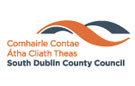 Comhairle Contae
Átha Cliath Theas
South Dublin County Council